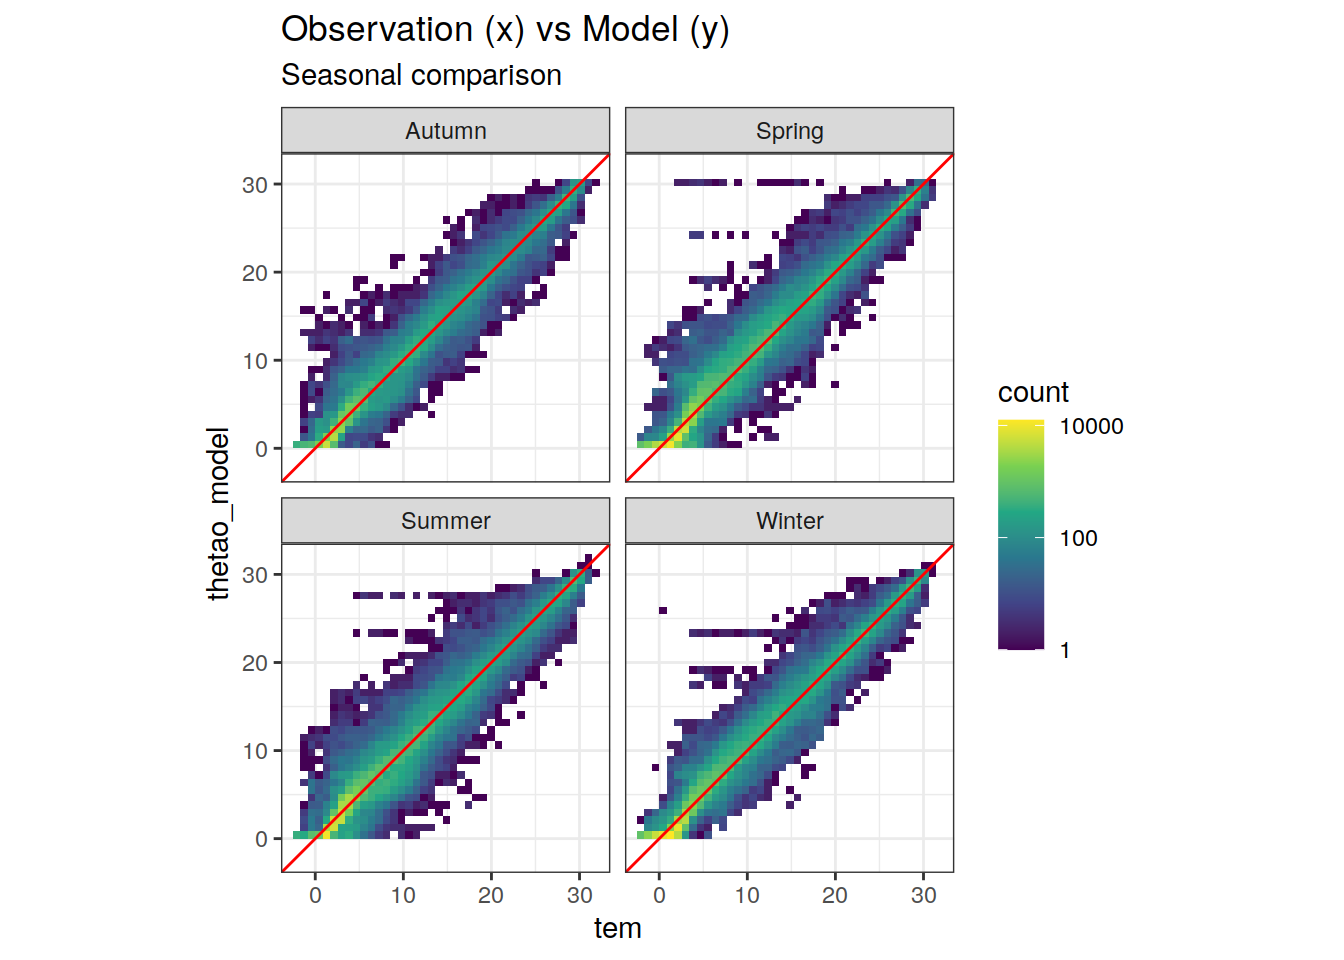 Observation (x) vs Model (y)
Seasonal comparison
Autumn
Spring
30
20
10
0
thetao_model
Summer
Winter
30
20
10
0
0 10 20 30
0 10 20 30
tem
count
10000
100
1